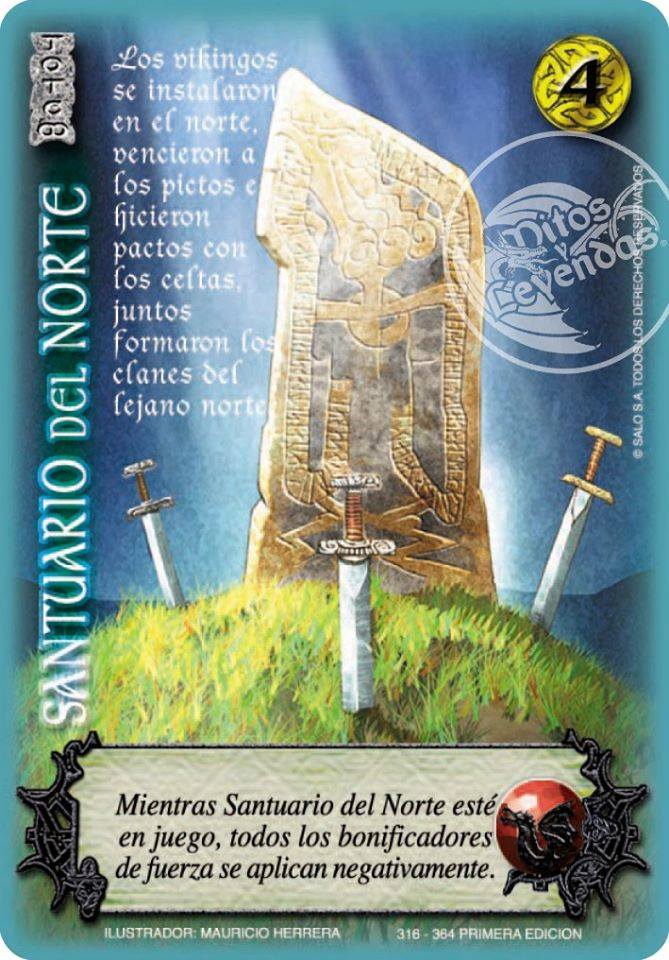 Los vikingos
se instalaron
en el norte,
vencieron a
los pictos e
hicieron
pactos con
los celtas,
juntos
formaron los
clanes del
lejano norte
4
SANTUARIO DEL NORTE
Mitos
y
Leyendas
© SALO S.A. TODOS LOS DERECHOS RESERVADOS
Mientras Santuario del Norte esté
en juego, todos los bonificadores
de fuerza se aplican negativamente.
ILUSTRADOR: MAURICIO HERRERA 316 - 364 PRIMERA EDICION